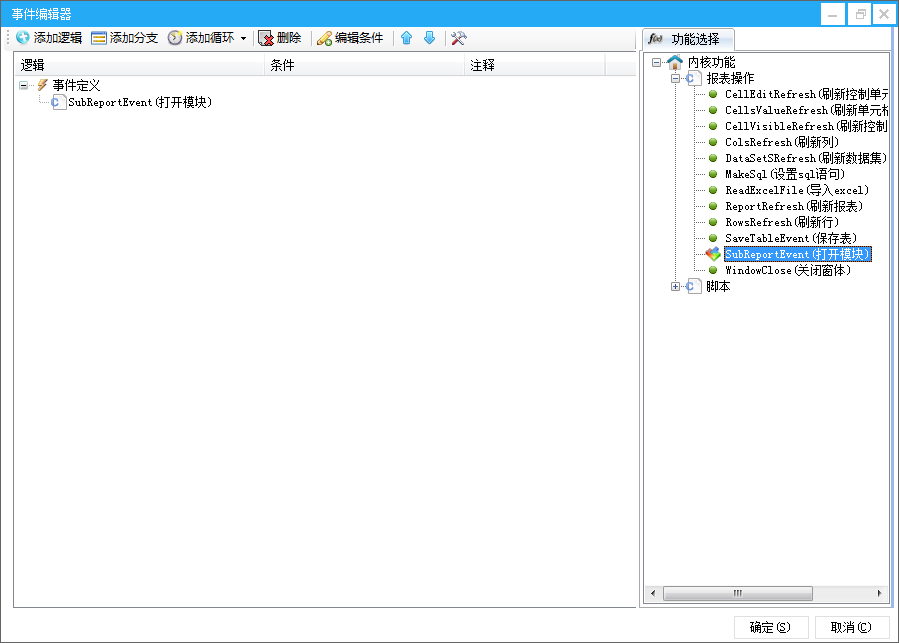 事件编辑器
添加逻辑 添加分支 添加循环 删除 编辑条件
逻辑 条件 注释
事件定义
SubReportEvent(打开模块)
f(x) 功能选择
内核功能
报表操作
CellEditRefresh(刷新控制单元
CellsValueRefresh(刷新单元格
CellVisibleRefresh(刷新控制
ColsRefresh(刷新列)
DataSetSRefresh(刷新数据集)
MakeSql(设置sql语句)
ReadExcelFile(导入excel)
ReportRefresh(刷新报表)
RowsRefresh(刷新行)
SaveTableEvent(保存表)
SubReportEvent(打开模块)
WindowClose(关闭窗体)
脚本
确定(S) 取消(C)